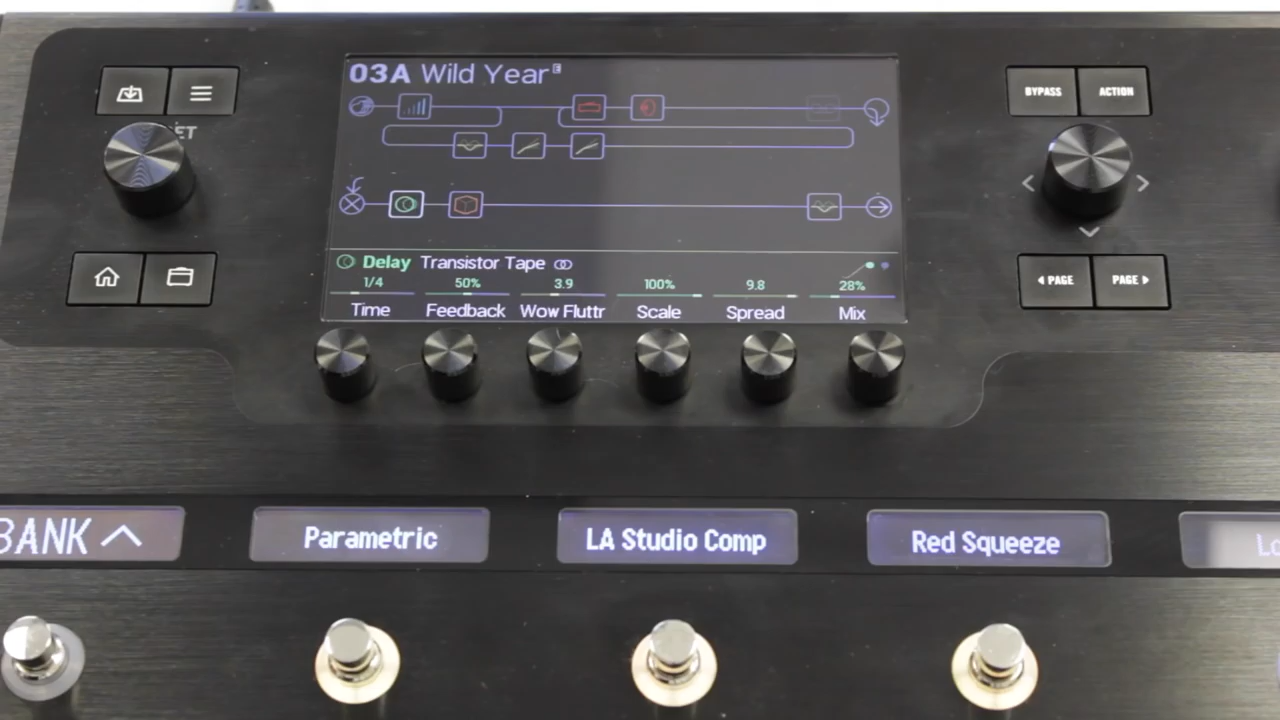 03A Wild Year
BYPASS
ACTION
Delay Transistor Tape
1/4 50% 3.9 100% 9.8 28%
Time Feedback Wow Fluttr Scale Spread Mix
PAGE
PAGE
BANK
Parametric
LA Studio Comp
Red Squeeze